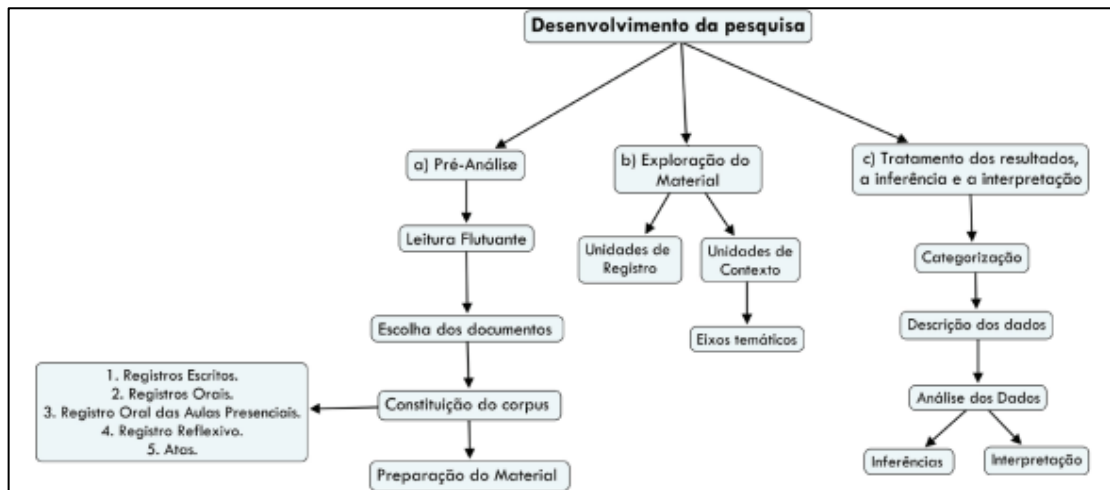 Desenvolvimento da pesquisa
a) Pré-Análise
Leitura Flutuante
Escolha dos documentos
Constituição do corpus
1. Registros Escritos.
2. Registros Orais.
3. Registro Oral das Aulas Presenciais.
4. Registro Reflexivo.
5. Atas.
Preparação do Material
b) Exploração do
Material
Unidades de
Registro
Unidades de
Contexto
Eixos temáticos
c) Tratamento dos resultados,
a inferência e a interpretação
Categorização
Descrição dos dados
Análise dos Dados
Inferências
Interpretação